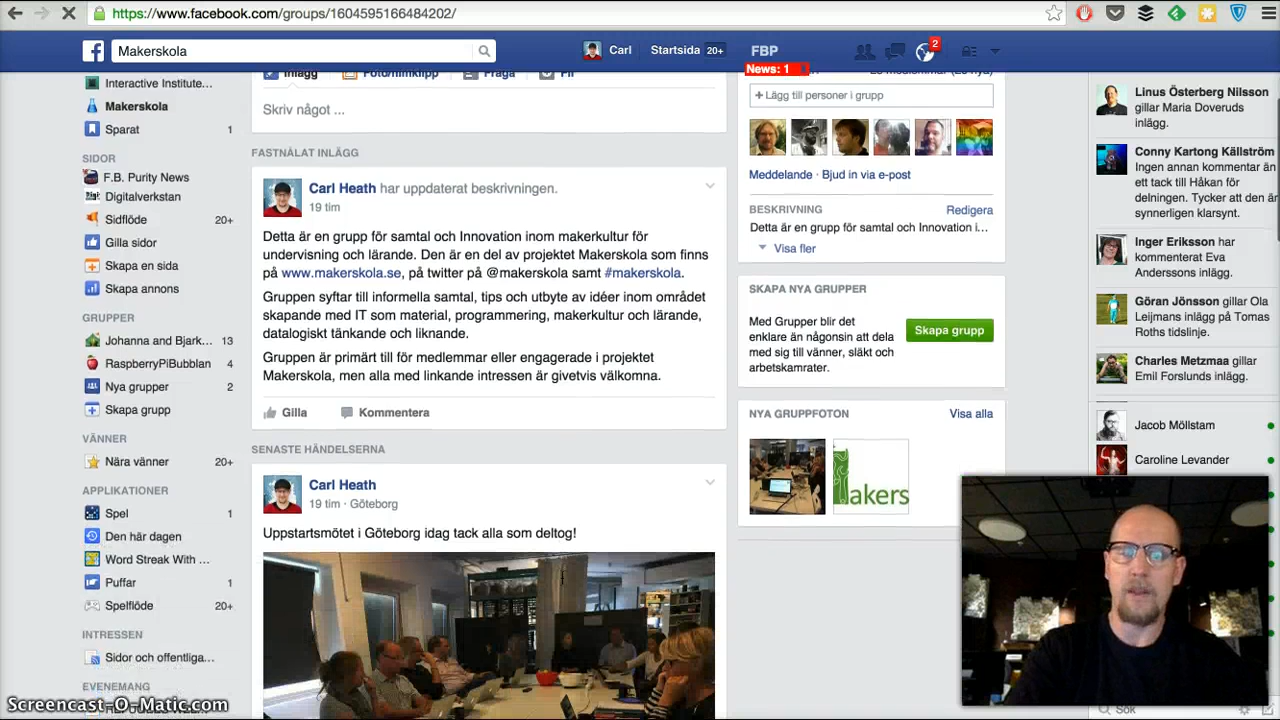 https://www.facebook.com/groups/1604595166484202/
Makerskola
Carl
Startsida 20+
FBP
2
News: 1
Interactive Institute...
Makerskola
Sparat 1
SIDOR
F.B. Purity News
Digitalverkstan
Sidflöde 20+
Gilla sidor
Skapa en sida
Skapa annons
GRUPPER
Johanna and Bjark... 13
RaspberryPiBubblan 4
Nya grupper 2
Skapa grupp
VÄNNER
Nära vänner 20+
APPLIKATIONER
Spel 1
Den här dagen
Word Streak With ...
Puffar 1
Spelflöde 20+
INTRESSEN
Sidor och offentliga...
EVENEMANG
Inlägg Foto/filmklipp Fråga Fil
Skriv något ...
FASTNÅLAT INLÄGG
Carl Heath har uppdaterat beskrivningen.
19 tim
Detta är en grupp för samtal och Innovation inom makerkultur för
undervisning och lärande. Den är en del av projektet Makerskola som finns
på www.makerskola.se, på twitter på @makerskola samt #makerskola.
Gruppen syftar till informella samtal, tips och utbyte av idéer inom området
skapande med IT som material, programmering, makerkultur och lärande,
datalogiskt tänkande och liknande.
Gruppen är primärt till för medlemmar eller engagerade i projektet
Makerskola, men alla med linkande intressen är givetvis välkomna.
Gilla Kommentera
SENASTE HÄNDELSERNA
Carl Heath
19 tim · Göteborg
Uppstartsmötet i Göteborg idag tack alla som deltog!
+ Lägg till personer i grupp
Meddelande · Bjud in via e-post
BESKRIVNING Redigera
Detta är en grupp för samtal och Innovation i...
Visa fler
SKAPA NYA GRUPPER
Med Grupper blir det
enklare än någonsin att dela
med sig till vänner, släkt och
arbetskamrater.
Skapa grupp
NYA GRUPPFOTON Visa alla
akers
Linus Österberg Nilsson
gillar Maria Doveruds
inlägg.
Conny Kartong Källström
Ingen annan kommentar än
ett tack till Håkan för
delningen. Tycker att den är
synnerligen klarsynt.
Inger Eriksson har
kommenterat Eva
Anderssons inlägg.
Göran Jönsson gillar Ola
Leijmans inlägg på Tomas
Roths tidslinje.
Charles Metzmaa gillar
Emil Forslunds inlägg.
Jacob Möllstam
Caroline Levander
Sök
Screencast-O-Matic.com